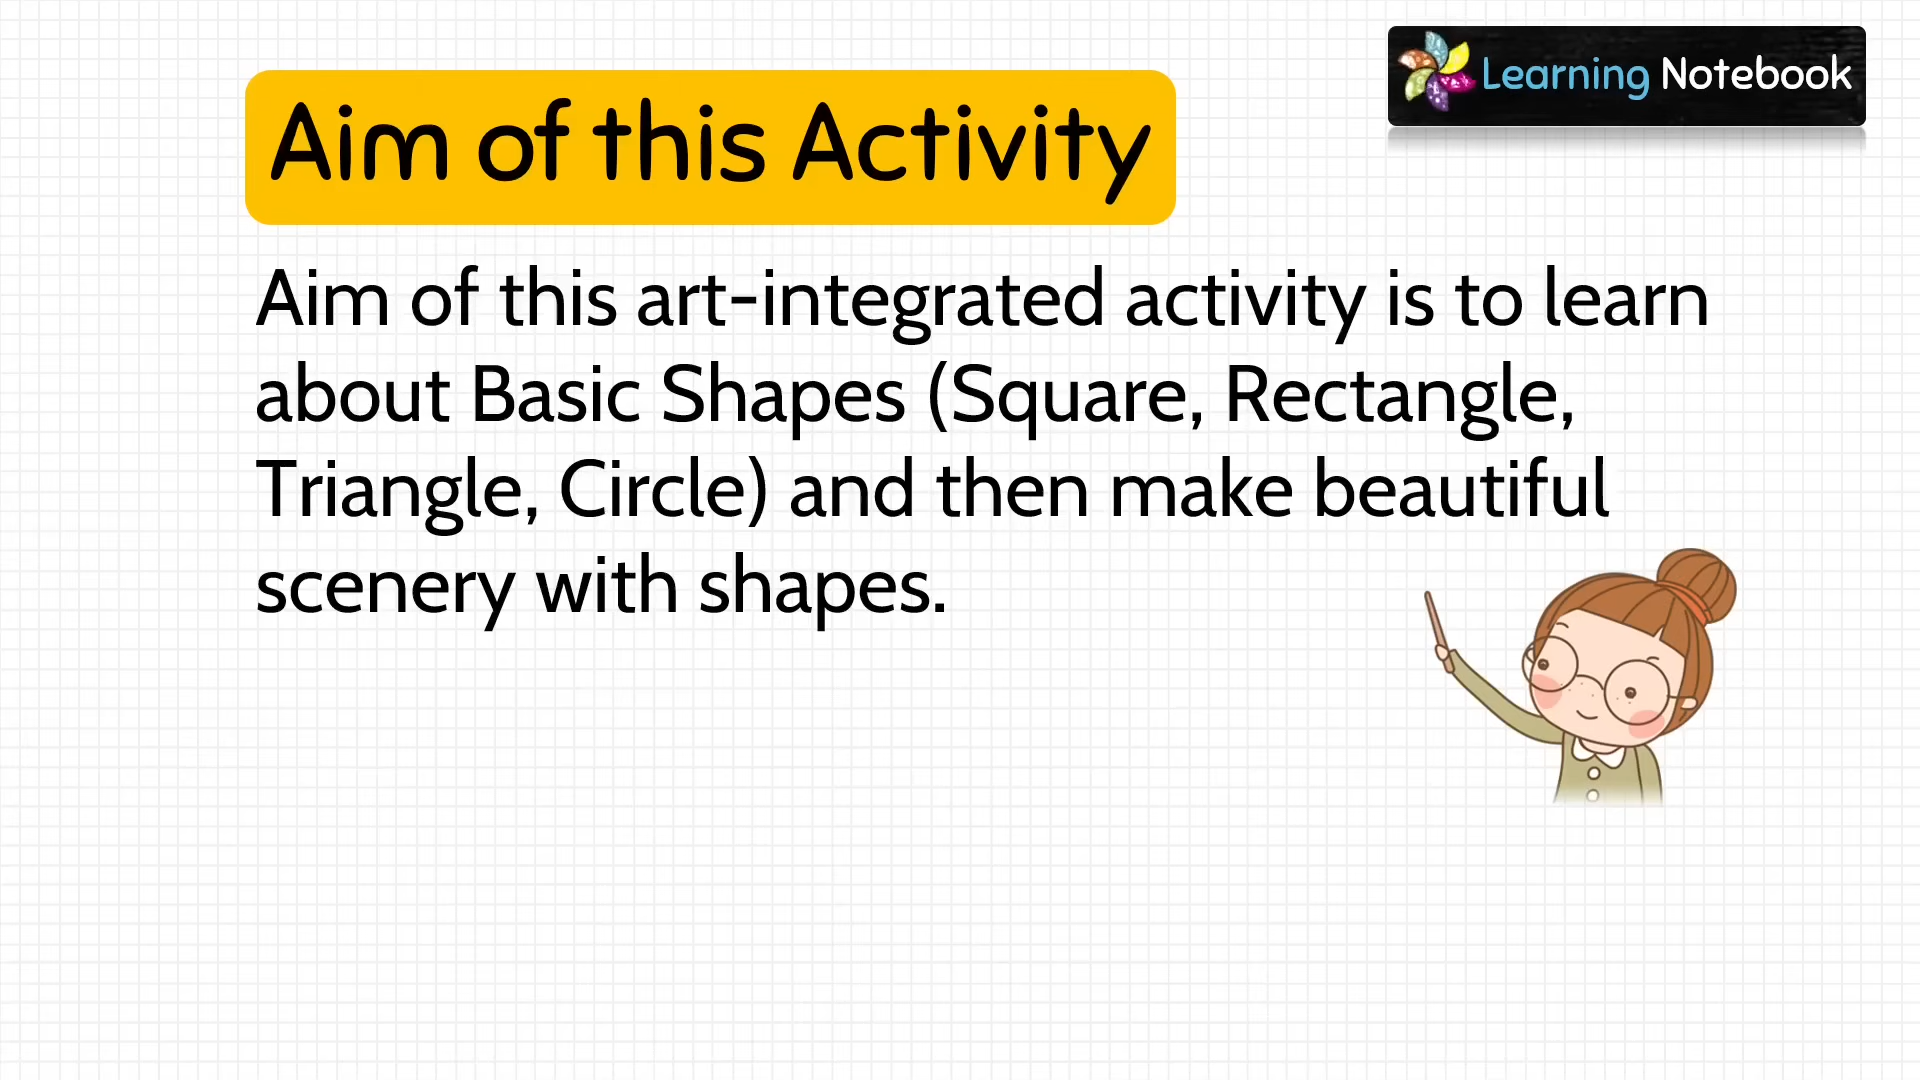 Learning Notebook
Aim of this Activity
Aim of this art-integrated activity is to learn
about Basic Shapes (Square, Rectangle,
Triangle, Circle) and then make beautiful
scenery with shapes.